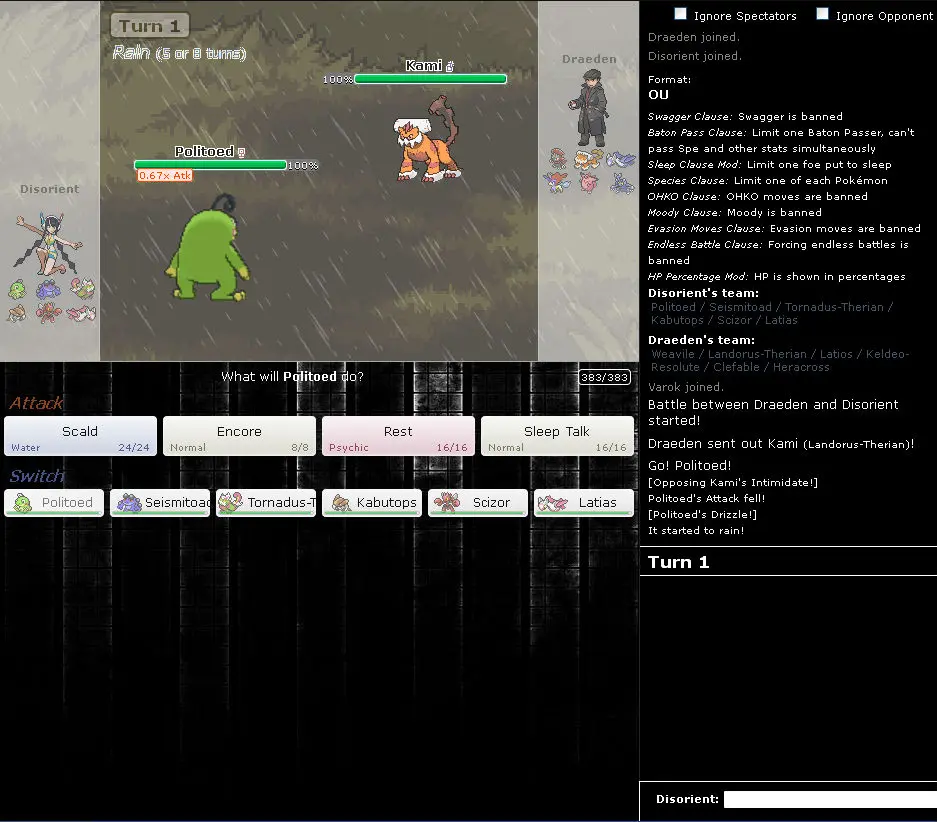 Turn 1
Rain (5 or 8 turns)
Kami
100%
Politoed
100%
0.67x Atk
Disorient
Draeden
What will Politoed do?
383/383
Attack
Scald
Water 24/24
Encore
Normal 8/8
Rest
Psychic 16/16
Sleep Talk
Normal 16/16
Switch
Politoed
Seismitoad
Tornadus-T
Kabutops
Scizor
Latias
Ignore Spectators Ignore Opponent
Draeden joined.
Disorient joined.
Format:
OU
Swagger Clause: Swagger is banned
Baton Pass Clause: Limit one Baton Passer, can't
pass Spe and other stats simultaneously
Sleep Clause Mod: Limit one foe put to sleep
Species Clause: Limit one of each Pokémon
OHKO Clause: OHKO moves are banned
Moody Clause: Moody is banned
Evasion Moves Clause: Evasion moves are banned
Endless Battle Clause: Forcing endless battles is
banned
HP Percentage Mod: HP is shown in percentages
Disorient's team:
Politoed / Seismitoad / Tornadus-Therian /
Kabutops / Scizor / Latias
Draeden's team:
Weavile / Landorus-Therian / Latios / Keldeo-
Resolute / Clefable / Heracross
Varok joined.
Battle between Draeden and Disorient
started!
Draeden sent out Kami (Landorus-Therian)!
Go! Politoed!
[Opposing Kami's Intimidate!]
Politoed's Attack fell!
[Politoed's Drizzle!]
It started to rain!
Turn 1
Disorient: